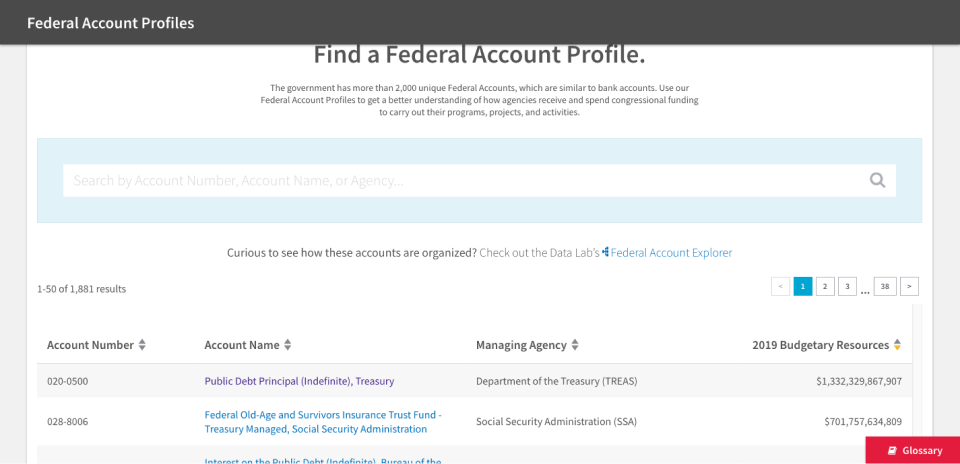 Federal Account Profiles
Find a Federal Account Profile.
The government has more than 2,000 unique Federal Accounts, which are similar to bank accounts. Use our
Federal Account Profiles to get a better understanding of how agencies receive and spend congressional funding
to carry out their programs, projects, and activities.
Search by Account Number, Account Name, or Agency...
Curious to see how these accounts are organized? Check out the Data Lab's Federal Account Explorer
1-50 of 1,881 results
< 1 2 3 ... 38 >
Account Number Account Name Managing Agency 2019 Budgetary Resources
020-0500 Public Debt Principal (Indefinite), Treasury Department of the Treasury (TREAS) $1,332,329,867,907
028-8006 Federal Old-Age and Survivors Insurance Trust Fund - Social Security Administration (SSA) $701,757,634,809
Treasury Managed, Social Security Administration
Interest on the Public Debt (Indefinite), Bureau of the
Glossary